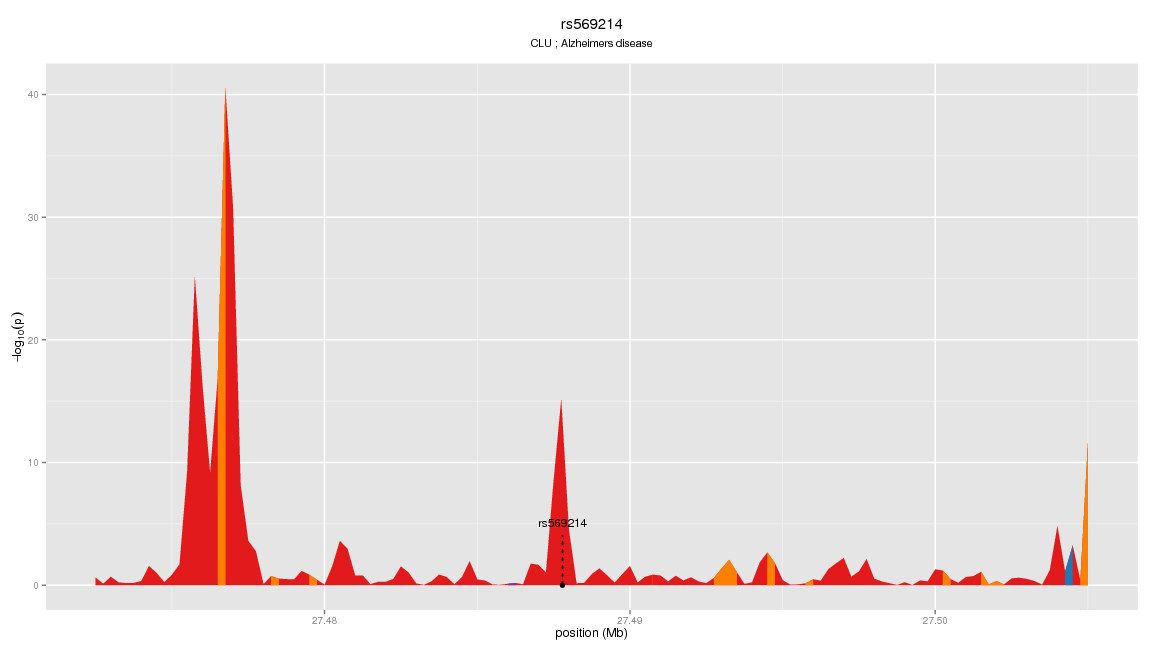 rs569214
CLU ; Alzheimers disease
−log10(p)
40
30
20
10
0
rs569214
27.48
27.49
27.50
position (Mb)